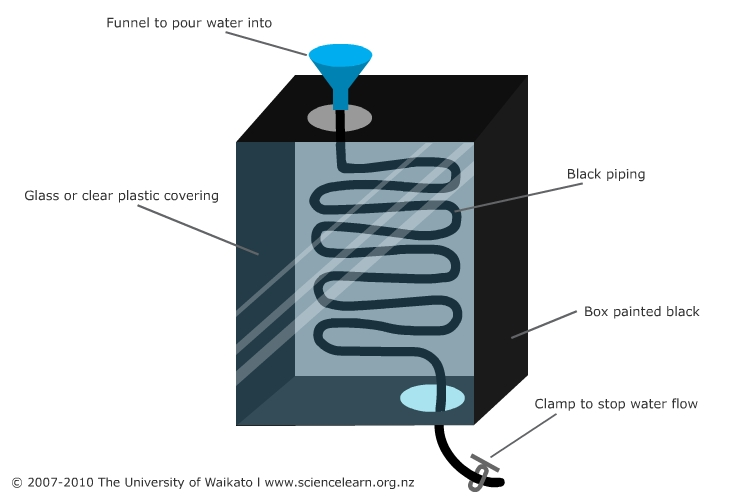 Funnel to pour water into
Black piping
Glass or clear plastic covering
Box painted black
Clamp to stop water flow
© 2007-2010 The University of Waikato I www.sciencelearn.org.nz